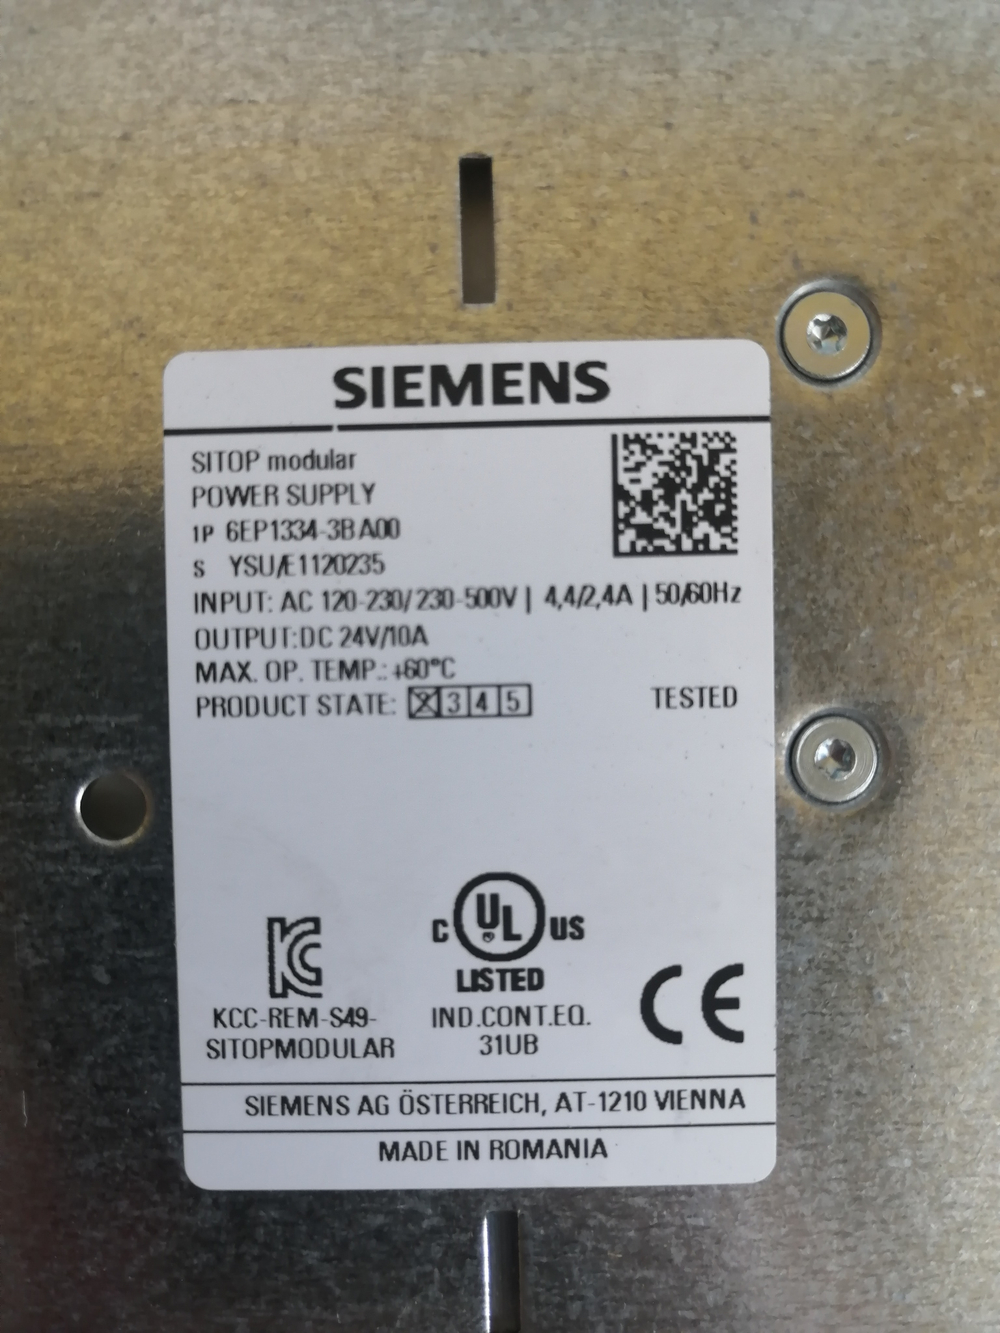 SIEMENS
SITOP modular
POWER SUPPLY
1P 6EP1334-3BA00
S YSU/E1120235
INPUT: AC 120-230/230-500V | 4,4/2,4A | 50/60Hz
OUTPUT:DC 24V/10A
MAX. OP. TEMP.: +60°C
PRODUCT STATE: X 3 4 5 TESTED
C UL US
LISTED
KCC-REM-S49-
SITOPMODULAR
IND.CONT.EQ.
31UB
CE
SIEMENS AG ÖSTERREICH, AT-1210 VIENNA
MADE IN ROMANIA